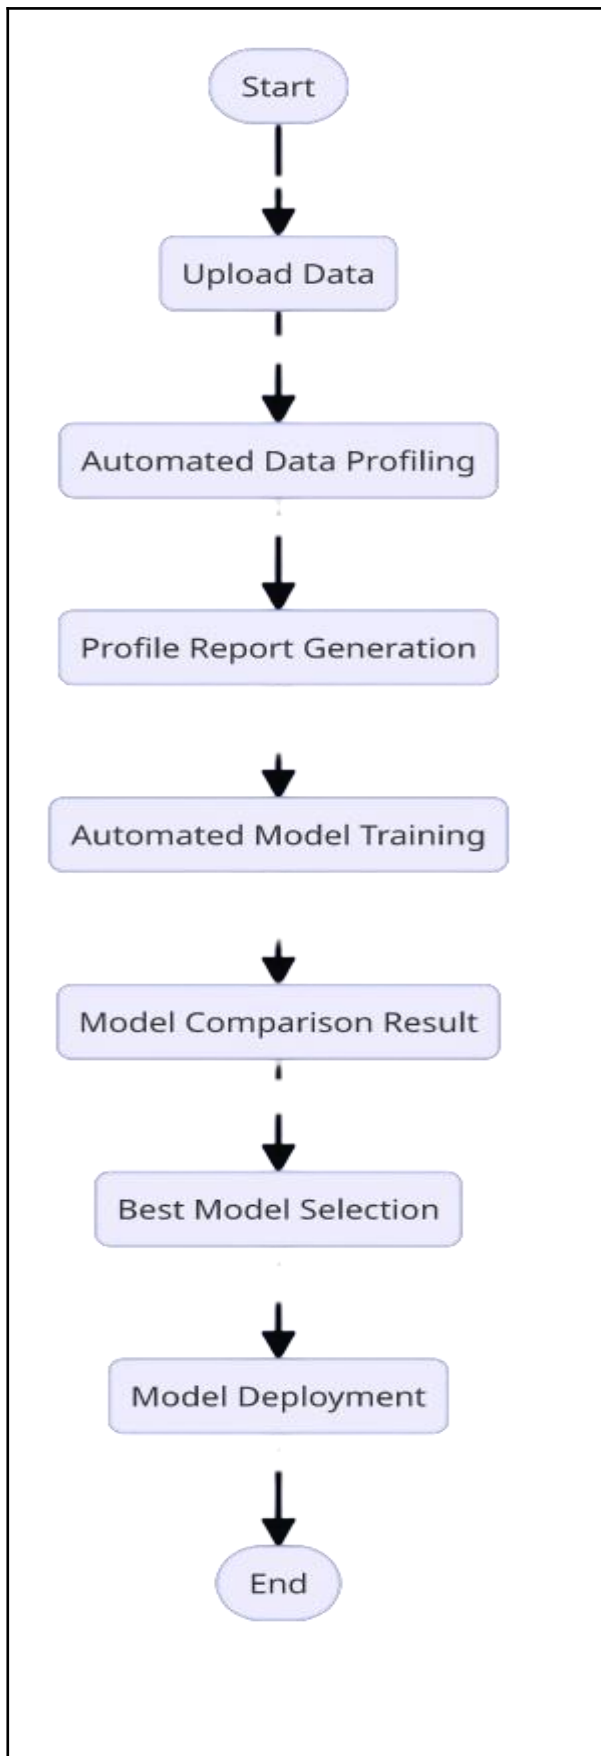 Start
Upload Data
Automated Data Profiling
Profile Report Generation
Automated Model Training
Model Comparison Result
Best Model Selection
Model Deployment
End